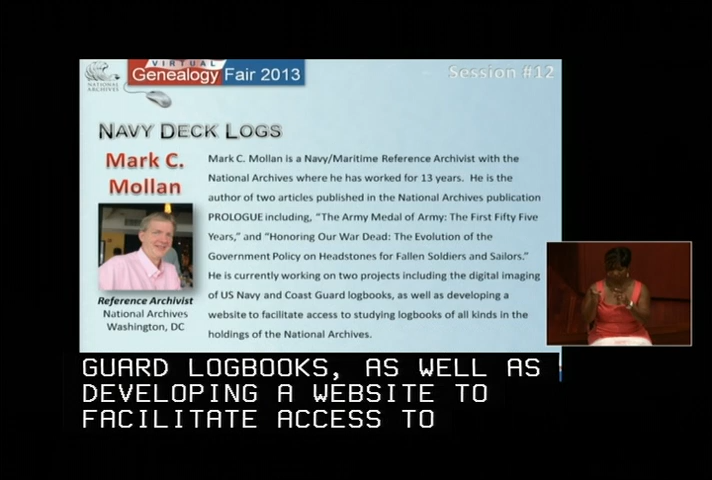 VIRTUAL
Genealogy Fair 2013
NATIONAL
ARCHIVES
Session #12
NAVY DECK LOGS
Mark C.
Mollan
Reference Archivist
National Archives
Washington, DC
Mark C. Mollan is a Navy/Maritime Reference Archivist with the
National Archives where he has worked for 13 years. He is the
author of two articles published in the National Archives publication
PROLOGUE including, “The Army Medal of Army: The First Fifty Five
Years,” and “Honoring Our War Dead: The Evolution of the
Government Policy on Headstones for Fallen Soldiers and Sailors.”
He is currently working on two projects including the digital imaging
of US Navy and Coast Guard logbooks, as well as developing a
website to facilitate access to studying logbooks of all kinds in the
holdings of the National Archives.
GUARD LOGBOOKS, AS WELL AS
DEVELOPING A WEBSITE TO
FACILITATE ACCESS TO